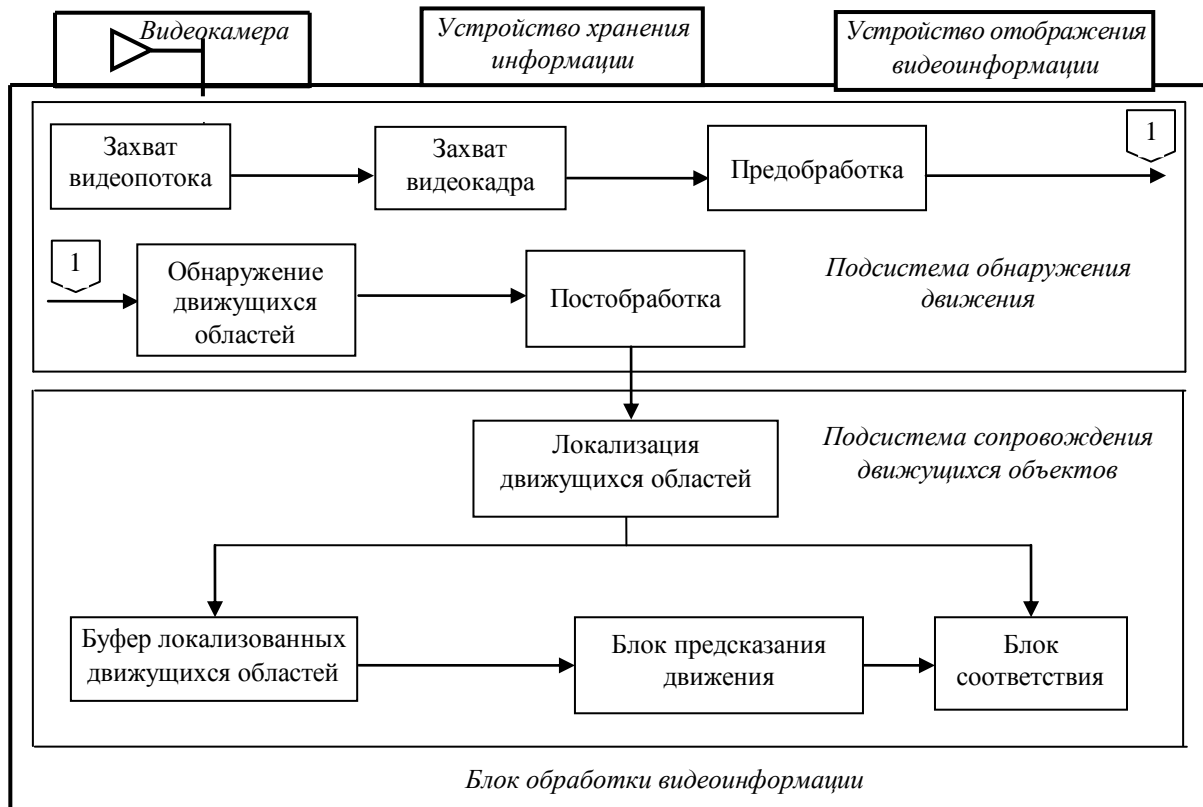 Видеокамера
Устройство хранения
информации
Устройство отображения
видеоинформации
Захват
видеопотока
Захват
видеокадра
Предобработка
1
1
Обнаружение
движущихся
областей
Постобработка
Подсистема обнаружения
движения
Локализация
движущихся областей
Подсистема сопровождения
движущихся объектов
Буфер локализованных
движущихся областей
Блок предсказания
движения
Блок
соответствия
Блок обработки видеоинформации